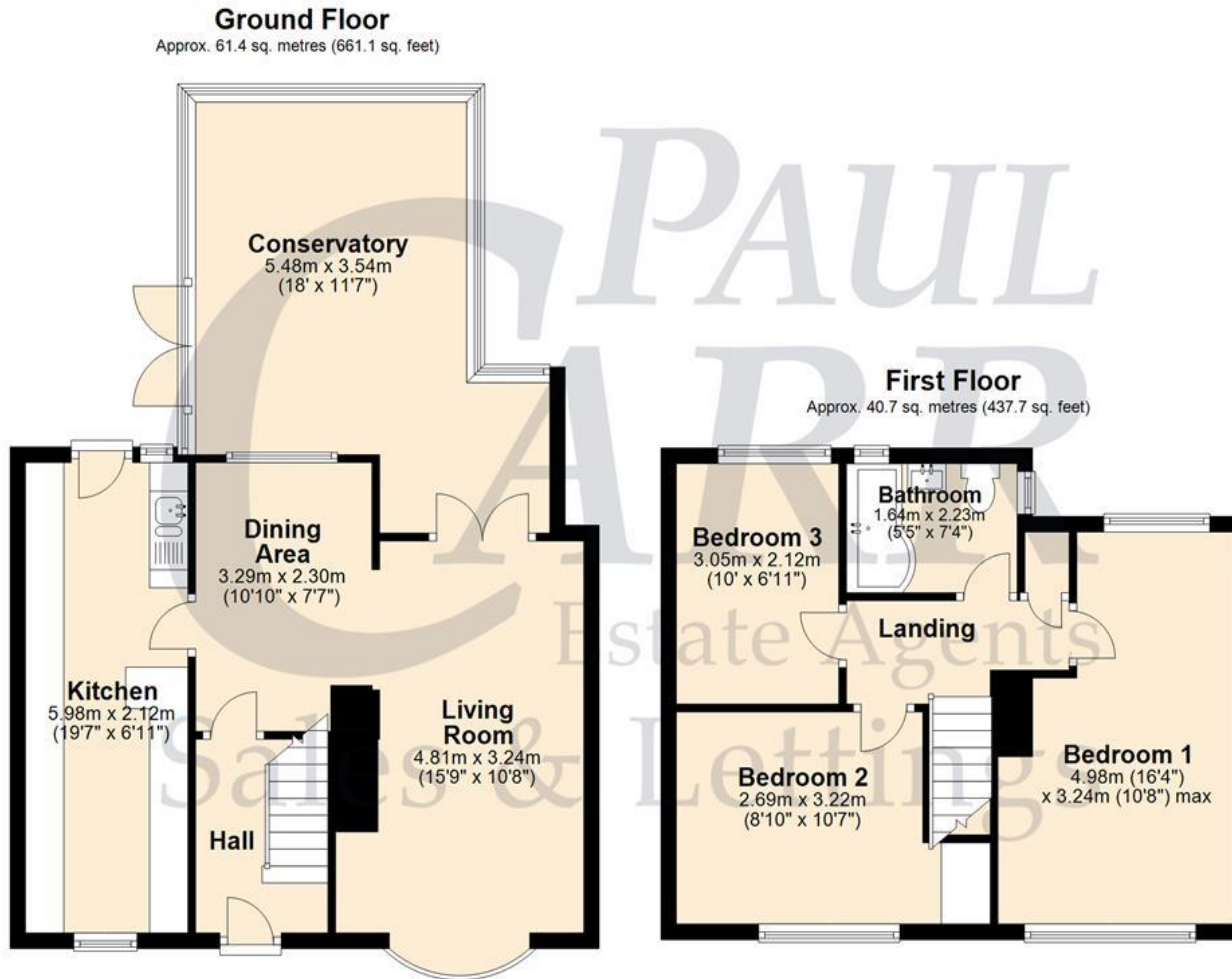 Ground Floor
Approx. 61.4 sq. metres (661.1 sq. feet)
Conservatory
5.48m x 3.54m
(18' x 11'7")
PAUL
CARR
Estate Agents
Sales & Lettings
Dining
Area
3.29m x 2.30m
(10'10" x 7'7")
Kitchen
5.98m x 2.12m
(19'7" x 6'11")
Living
Room
4.81m x 3.24m
(15'9" x 10'8")
Hall
First Floor
Approx. 40.7 sq. metres (437.7 sq. feet)
Bathroom
1.64m x 2.23m
(5'5" x 7'4")
Bedroom 3
3.05m x 2.12m
(10' x 6'11")
Landing
Bedroom 2
2.69m x 3.22m
(8'10" x 10'7")
Bedroom 1
4.98m (16'4")
x 3.24m (10'8") max